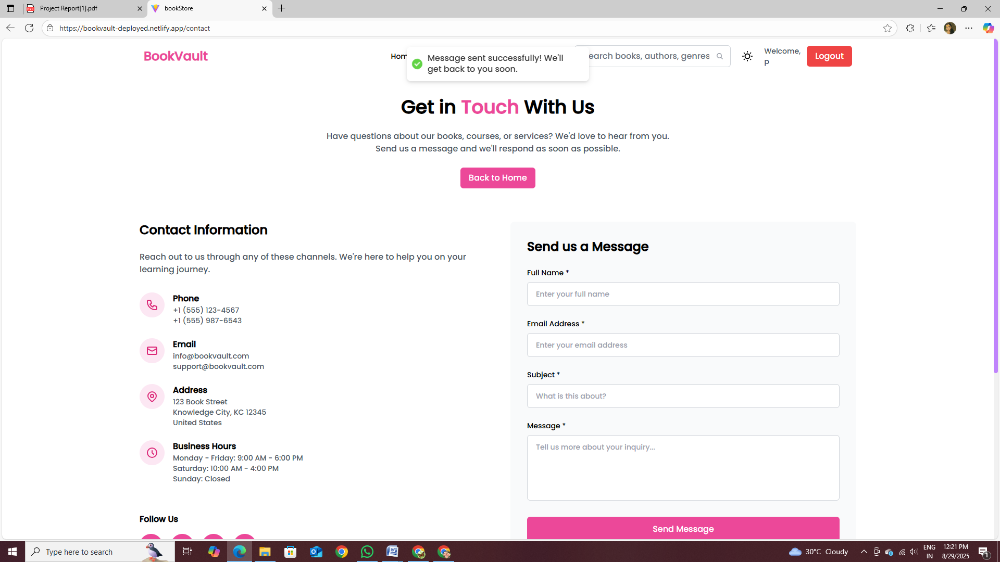 Project Report[1].pdf
bookStore
https://bookvault-deployed.netlify.app/contact
BookVault
Message sent successfully! We'll
get back to you soon.
earch books, authors, genres
Welcome,
p
Logout
Get in Touch With Us
Have questions about our books, courses, or services? We'd love to hear from you.
Send us a message and we'll respond as soon as possible.
Back to Home
Contact Information
Reach out to us through any of these channels. We're here to help you on your
learning journey.
Phone
+1 (555) 123-4567
+1 (555) 987-6543
Email
info@bookvault.com
support@bookvault.com
Address
123 Book Street
Knowledge City, KC 12345
United States
Business Hours
Monday - Friday: 9:00 AM - 6:00 PM
Saturday: 10:00 AM - 4:00 PM
Sunday: Closed
Follow Us
Send us a Message
Full Name *
Enter your full name
Email Address *
Enter your email address
Subject *
What is this about?
Message *
Tell us more about your inquiry...
Send Message
Type here to search
30°C Cloudy
ENG
IN
12:21 PM
8/29/2025
1